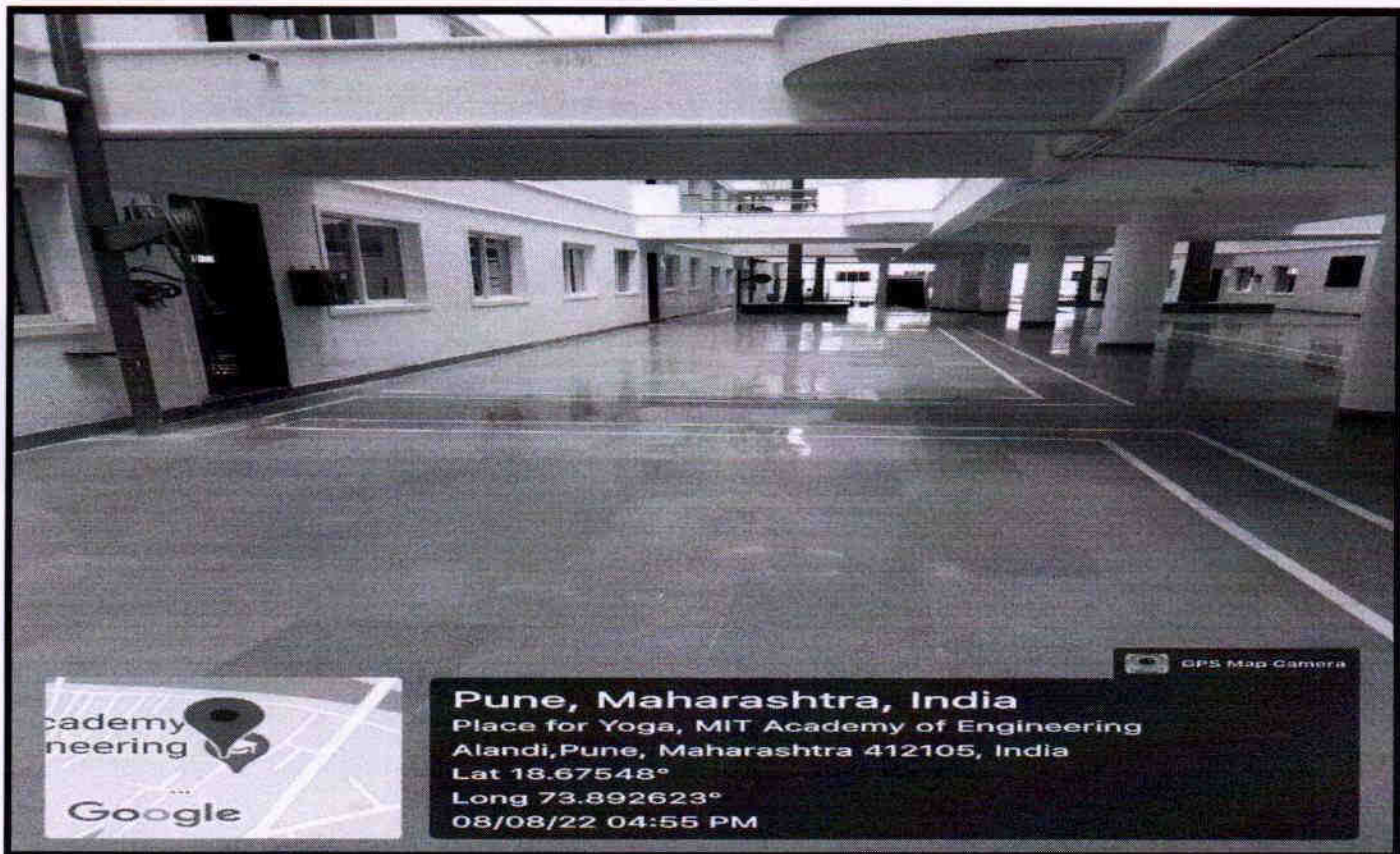 GPS Map Camera
cademy
neering
Google
Pune, Maharashtra, India
Place for Yoga, MIT Academy of Engineering
Alandi,Pune, Maharashtra 412105, India
Lat 18.67548°
Long 73.892623°
08/08/22 04:55 PM